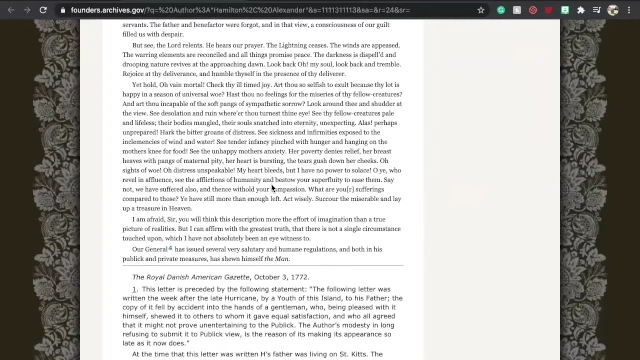 founders.archives.gov/?q=%20Author%3A"Hamilton%2C%20Alexander"&s=1111313113&sa=&r=24&sr=
servants. The father and benefactor were forgot, and in that view, a consciousness of our guilt
filled us with despair.
But see, the Lord relents. He hears our prayer. The Lightning ceases. The winds are appeased.
The warring elements are reconciled and all things promise peace. The darkness is dispell'd and
drooping nature revives at the approaching dawn. Look back Oh! my soul, look back and tremble.
Rejoice at thy deliverance, and humble thyself in the presence of thy deliverer.
Yet hold, Oh vain mortal! Check thy ill timed joy. Art thou so selfish to exult because thy lot is
happy in a season of universal woe? Hast thou no feelings for the miseries of thy fellow-creatures?
And art thou incapable of the soft pangs of sympathetic sorrow? Look around thee and shudder at
the view. See desolation and ruin where'er thou turnest thine eye! See thy fellow-creatures pale
and lifeless; their bodies mangled, their souls snatched into eternity, unexpecting. Alas! perhaps
unprepared! Hark the bitter groans of distress. See sickness and infirmities exposed to the
inclemencies of wind and water! See tender infancy pinched with hunger and hanging on the
mothers knee for food! See the unhappy mothers anxiety. Her poverty denies relief, her breast
heaves with pangs of maternal pity, her heart is bursting, the tears gush down her cheeks. Oh
sights of woe! Oh distress unspeakable! My heart bleeds, but I have no power to solace! O ye, who
revel in affluence, see the afflictions of humanity and bestow your superfluity to ease them. Say
not, we have suffered also, and thence withold your compassion. What are you[r] sufferings
compared to those? Ye have still more than enough left. Act wisely. Succour the miserable and lay
up a treasure in Heaven.
I am afraid, Sir, you will think this description more the effort of imagination than a true
picture of realities. But I can affirm with the greatest truth, that there is not a single circumstance
touched upon, which I have not absolutely been an eye witness to.
Our General4 has issued several very salutary and humane regulations, and both in his
publick and private measures, has shewn himself the Man.
The Royal Danish American Gazette, October 3, 1772.
1. This letter is preceded by the following statement: "The following letter was
written the week after the late Hurricane, by a Youth of this Island, to his Father; the
copy of it fell by accident into the hands of a gentleman, who, being pleased with it
himself, shewed it to others to whom it gave equal satisfaction, and who all agreed
that it might not prove unentertaining to the Publick. The Author's modesty in long
refusing to submit it to Publick view, is the reason of its making its appearance so
late as it now does."
At the time that this letter was written H's father was living on St. Kitts. The